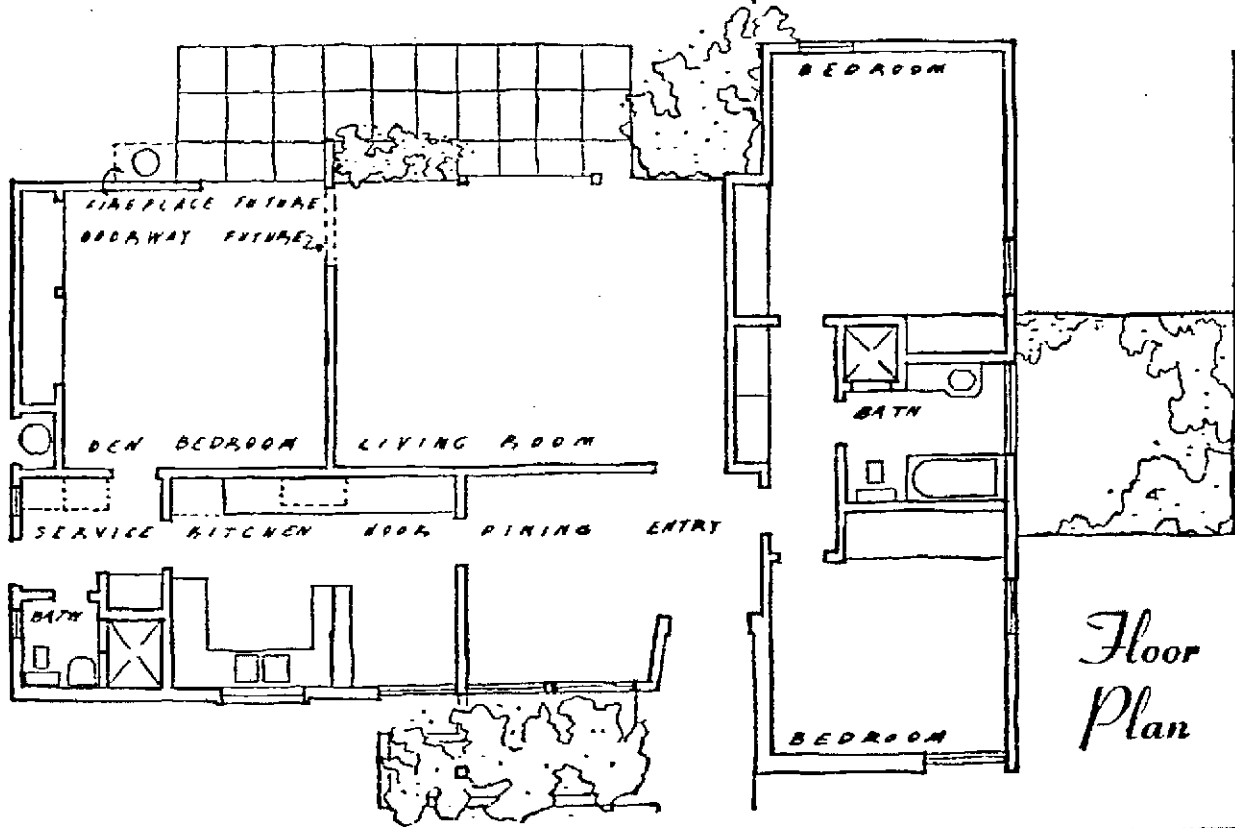 BEDROOM
FIREPLACE FUTURE
DOORWAY FUTURE
DEN BEDROOM
LIVING ROOM
BATH
SERVICE
KITCHEN
NOOK
DINING
ENTRY
BATH
BEDROOM
Floor
Plan